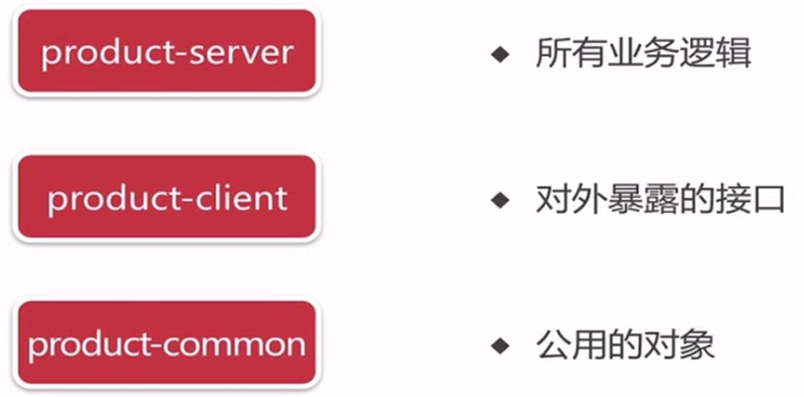 product-server
◆ 所有业务逻辑
product-client
◆ 对外暴露的接口
product-common
◆ 公用的对象